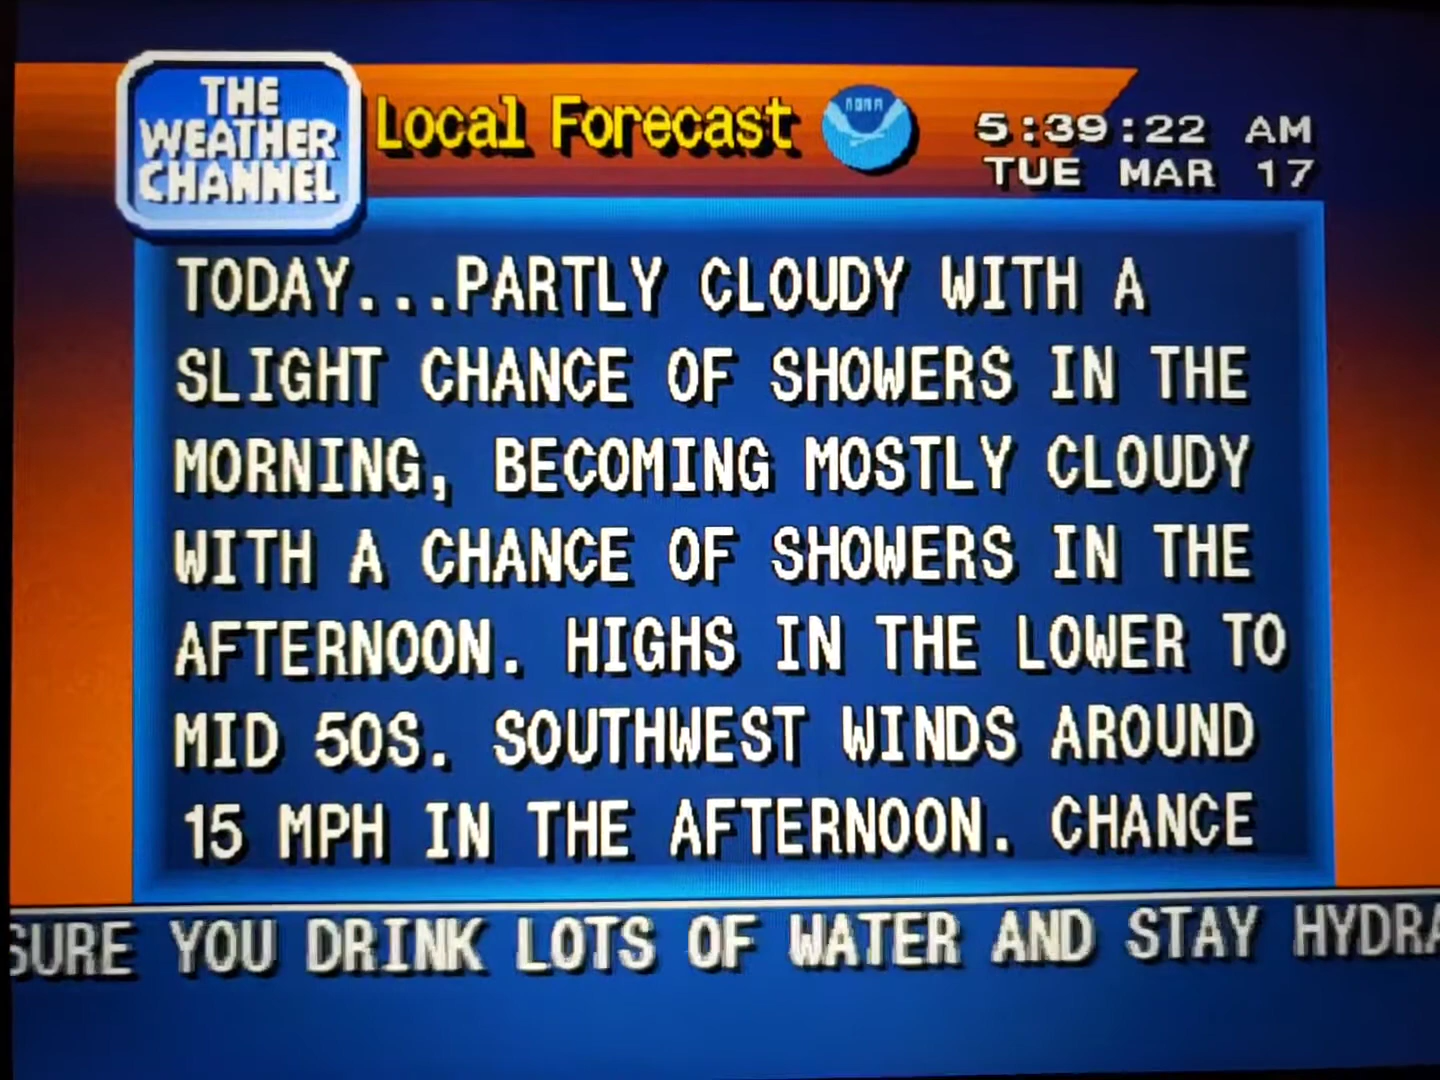 THE
WEATHER
CHANNEL
Local Forecast
NOAA
5:39:22 AM
TUE MAR 17
TODAY...PARTLY CLOUDY WITH A
SLIGHT CHANCE OF SHOWERS IN THE
MORNING, BECOMING MOSTLY CLOUDY
WITH A CHANCE OF SHOWERS IN THE
AFTERNOON. HIGHS IN THE LOWER TO
MID 50S. SOUTHWEST WINDS AROUND
15 MPH IN THE AFTERNOON. CHANCE
SURE YOU DRINK LOTS OF WATER AND STAY HYDRA